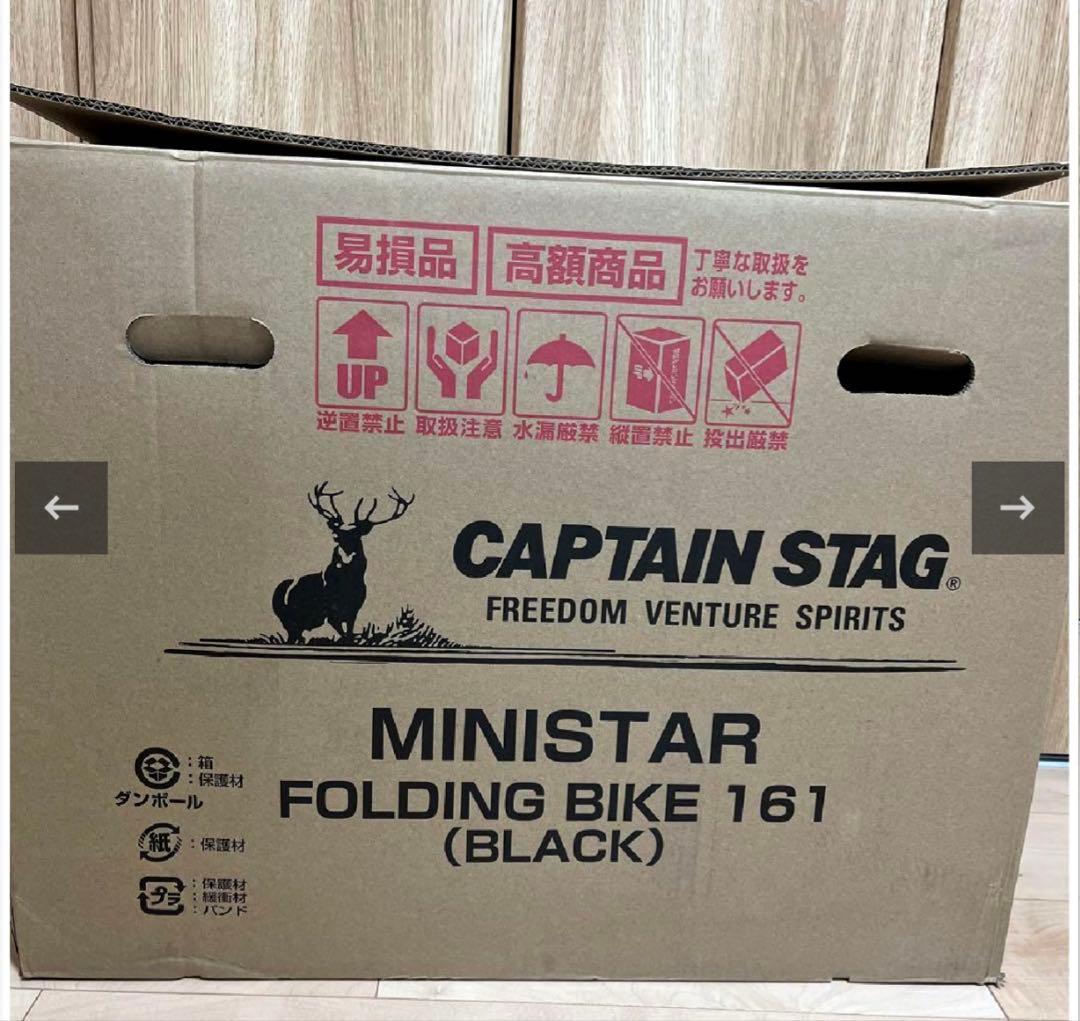 易損品 高額商品 丁寧な取扱を
お願いします。
UP
逆置禁止 取扱注意 水漏厳禁 縦置禁止 投出厳禁
CAPTAIN STAG®
FREEDOM VENTURE SPIRITS
MINISTAR
FOLDING BIKE 161
(BLACK)
：箱
：保護材
ダンボール
紙：保護材
プラ：保護材
：緩衝材
：バンド